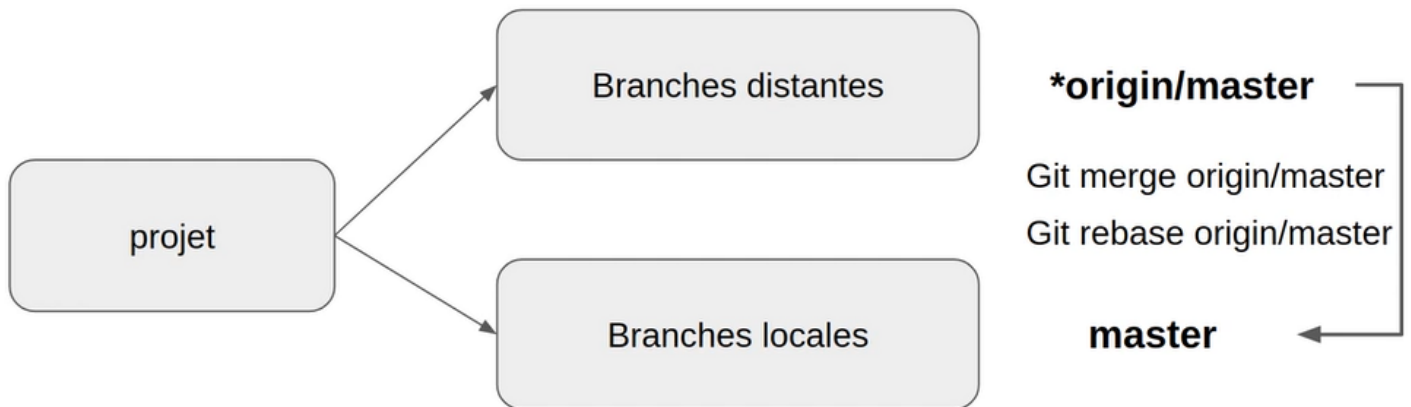 Branches distantes
*origin/master
Git merge origin/master
projet
Git rebase origin/master
Branches locales
master